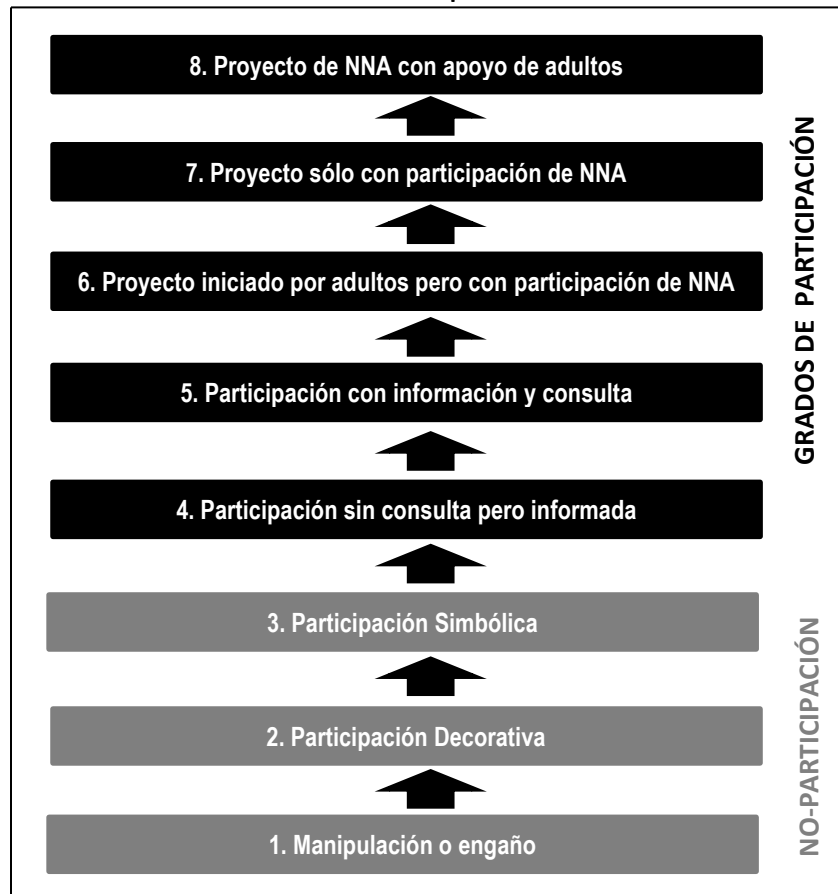 8. Proyecto de NNA con apoyo de adultos
7. Proyecto sólo con participación de NNA
6. Proyecto iniciado por adultos pero con participación de NNA
5. Participación con información y consulta
4. Participación sin consulta pero informada
GRADOS DE PARTICIPACIÓN
3. Participación Simbólica
2. Participación Decorativa
1. Manipulación o engaño
NO-PARTICIPACIÓN